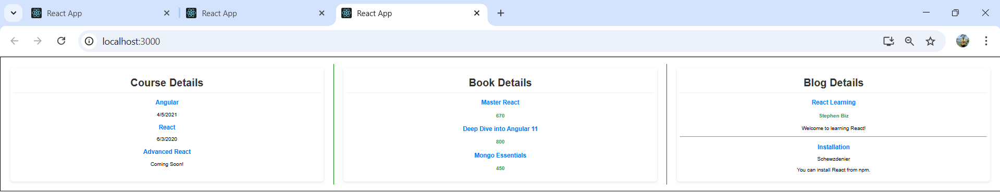 React App
React App
React App
localhost:3000
Course Details
Angular
4/5/2021
React
6/3/2020
Advanced React
Coming Soon!
Book Details
Master React
670
Deep Dive into Angular 11
800
Mongo Essentials
450
Blog Details
React Learning
Stephen Biz
Welcome to learning React!
Installation
Schewzdenier
You can install React from npm.